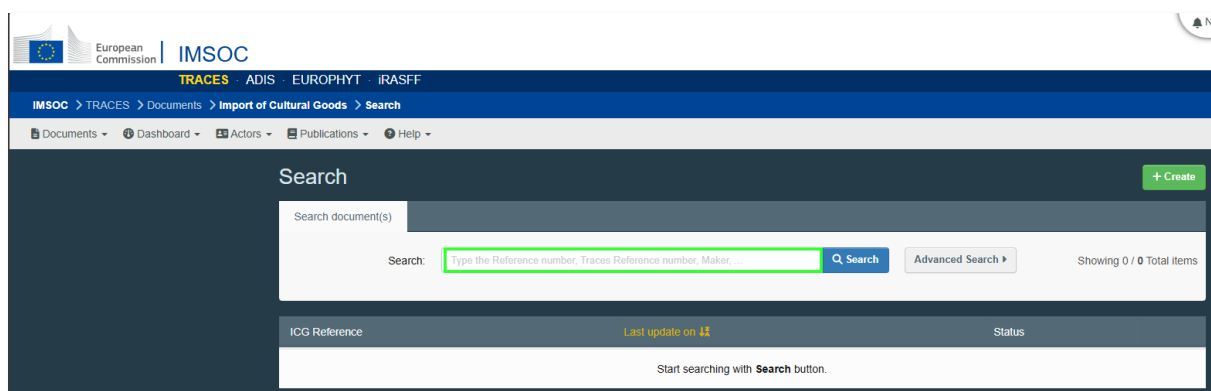 N
European
Commission
IMSOC
TRACES · ADIS · EUROPHYT · iRASFF
IMSOC > TRACES > Documents > Import of Cultural Goods > Search
Documents Dashboard Actors Publications Help
Search
+ Create
Search document(s)
Search: Type the Reference number, Traces Reference number, Maker, ... Search Advanced Search Showing 0 / 0 Total items
ICG Reference Last update on Status
Start searching with Search button.